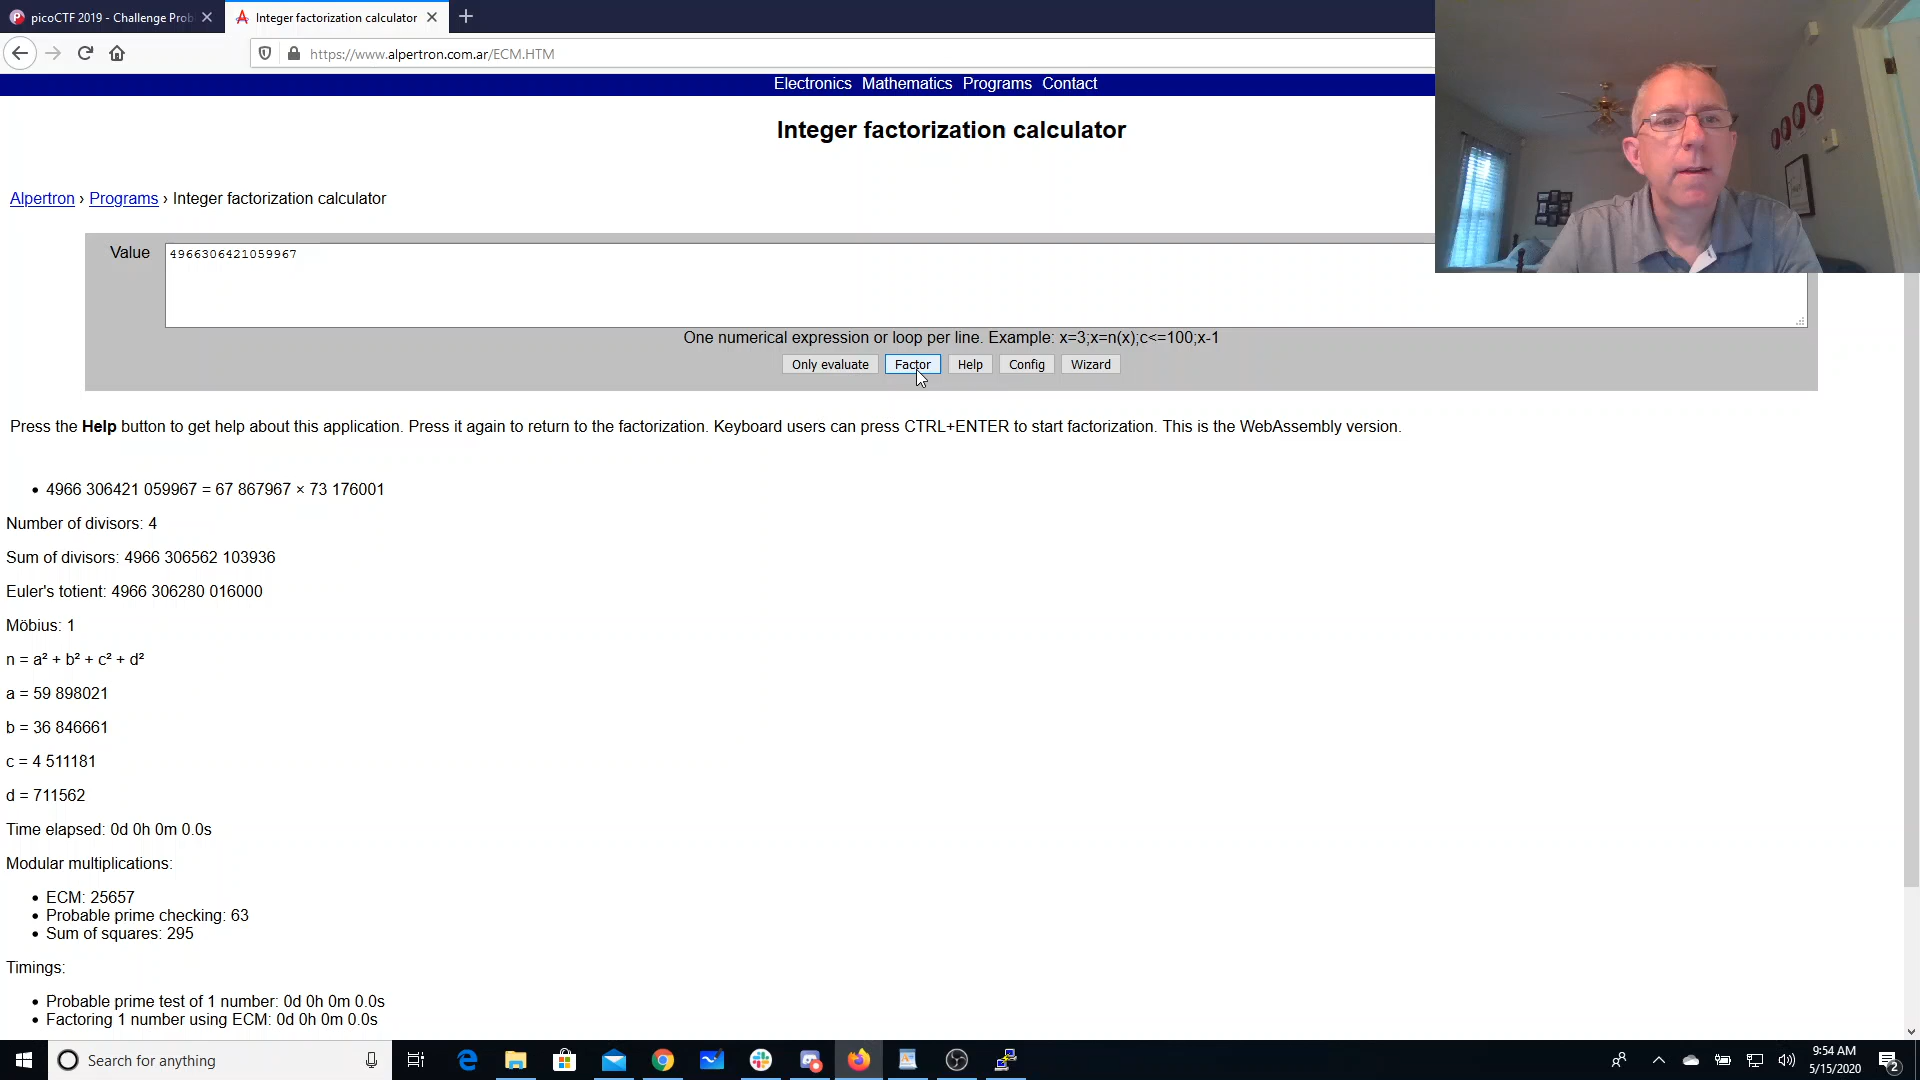 picoCTF 2019 - Challenge Prob
Integer factorization calculator
https://www.alpertron.com.ar/ECM.HTM
Electronics Mathematics Programs Contact
Integer factorization calculator
Alpertron › Programs › Integer factorization calculator
Value
4966306421059967
One numerical expression or loop per line. Example: x=3;x=n(x);c<=100;x-1
Only evaluate Factor Help Config Wizard
Press the Help button to get help about this application. Press it again to return to the factorization. Keyboard users can press CTRL+ENTER to start factorization. This is the WebAssembly version.
• 4966 306421 059967 = 67 867967 × 73 176001
Number of divisors: 4
Sum of divisors: 4966 306562 103936
Euler's totient: 4966 306280 016000
Möbius: 1
n = a² + b² + c² + d²
a = 59 898021
b = 36 846661
c = 4 511181
d = 711562
Time elapsed: 0d 0h 0m 0.0s
Modular multiplications:
• ECM: 25657
• Probable prime checking: 63
• Sum of squares: 295
Timings:
• Probable prime test of 1 number: 0d 0h 0m 0.0s
• Factoring 1 number using ECM: 0d 0h 0m 0.0s
Search for anything
9:54 AM
5/15/2020
2